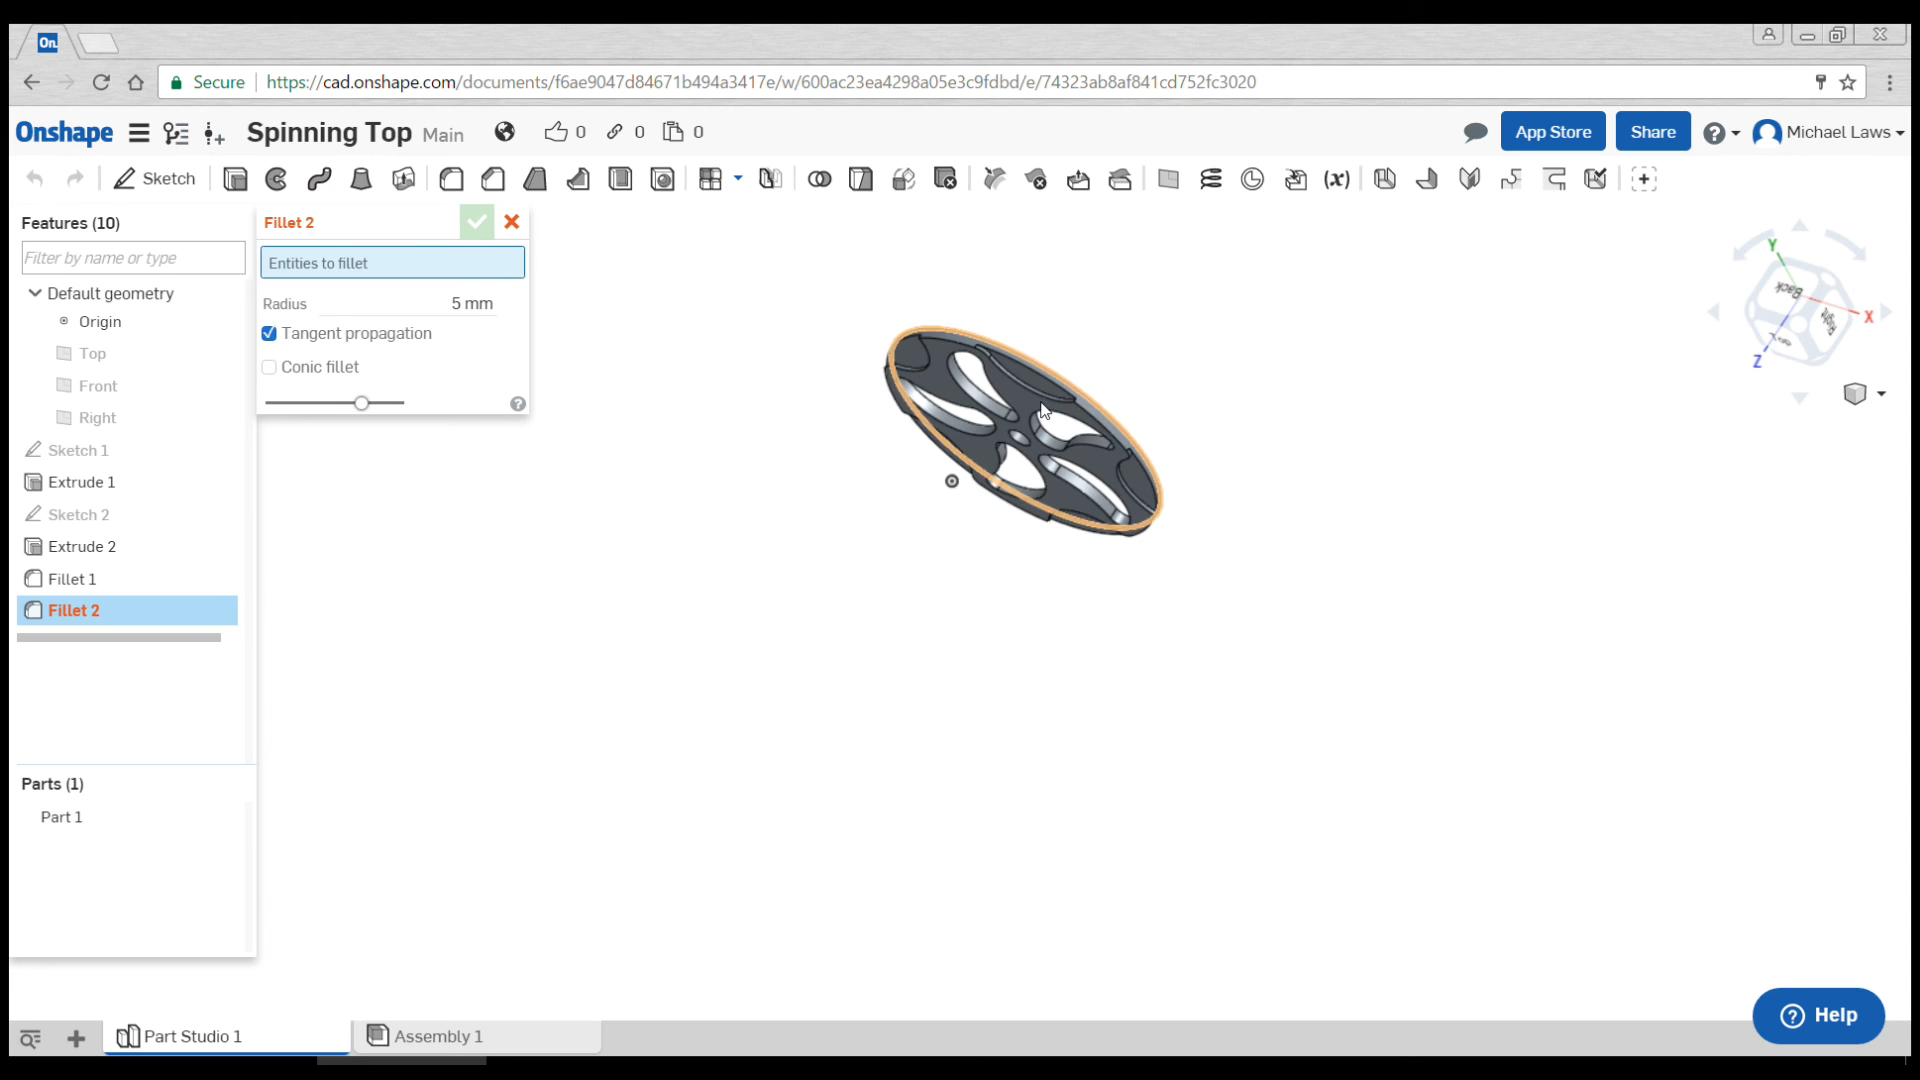 On
Secure | https://cad.onshape.com/documents/f6ae9047d84671b494a3417e/w/600ac23ea4298a05e3c9fdbd/e/74323ab8af841cd752fc3020
Onshape Spinning Top Main 0 0 0 App Store Share Michael Laws
Sketch (x)
Features (10)
Filter by name or type
Default geometry
Origin
Top
Front
Right
Sketch 1
Extrude 1
Sketch 2
Extrude 2
Fillet 1
Fillet 2
Fillet 2
Entities to fillet
Radius 5 mm
Tangent propagation
Conic fillet
Y
Back
Right
X
Z
Parts (1)
Part 1
Help
Part Studio 1 Assembly 1